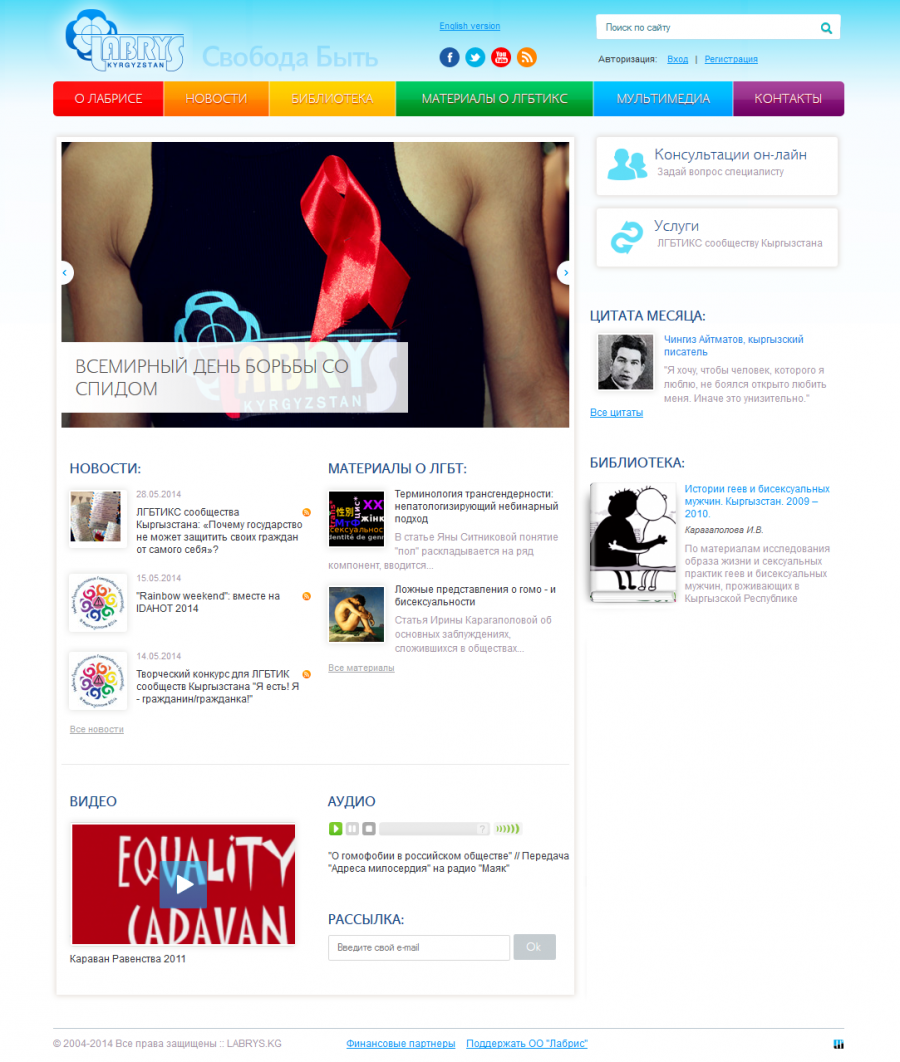 LABRYS
KYRGYZSTAN
Свобода Быть
English version
You
Tube
Поиск по сайту
Авторизация: Вход | Регистрация
О ЛАБРИСЕ НОВОСТИ БИБЛИОТЕКА МАТЕРИАЛЫ О ЛГБТИКС МУЛЬТИМЕДИА КОНТАКТЫ
ВСЕМИРНЫЙ ДЕНЬ БОРЬБЫ СО
СПИДОМ
LABRYS
KYRGYZSTAN
Консультации он-лайн
Задай вопрос специалисту
Услуги
ЛГБТИКС сообществу Кыргызстана
ЦИТАТА МЕСЯЦА:
Чингиз Айтматов, кыргызский
писатель
"Я хочу, чтобы человек, которого я
люблю, не боялся открыто любить
меня. Иначе это унизительно."
Все цитаты
БИБЛИОТЕКА:
Истории геев и бисексуальных
мужчин. Кыргызстан. 2009 –
2010.
Карагаполова И.В.
По материалам исследования
образа жизни и сексуальных
практик геев и бисексуальных
мужчин, проживающих в
Кыргызской Республике
НОВОСТИ:
28.05.2014
ЛГБТИКС сообщества
Кыргызстана: «Почему государство
не может защитить своих граждан
от самого себя»?
15.05.2014
"Rainbow weekend": вместе на
IDAHOT 2014
14.05.2014
Творческий конкурс для ЛГБТИК
сообществ Кыргызстана "Я есть! Я
- гражданин/гражданка!"
Все новости
МАТЕРИАЛЫ О ЛГБТ:
Терминология трансгендерности:
непатологизирующий небинарный
подход
В статье Яны Ситниковой понятие
"пол" раскладывается на ряд
компонент, вводится...
Ложные представления о гомо - и
бисексуальности
Статья Ирины Карагаполовой об
основных заблуждениях,
сложившихся в обществах...
Все материалы
ВИДЕО
EQUALITY
CARAVAN
Караван Равенства 2011
АУДИО
?
"О гомофобии в российском обществе" // Передача
"Адреса милосердия" на радио "Маяк"
РАССЫЛКА:
Введите свой e-mail Ok
© 2004-2014 Все права защищены :: LABRYS.KG Финансовые партнеры Поддержать ОО "Лабрис"